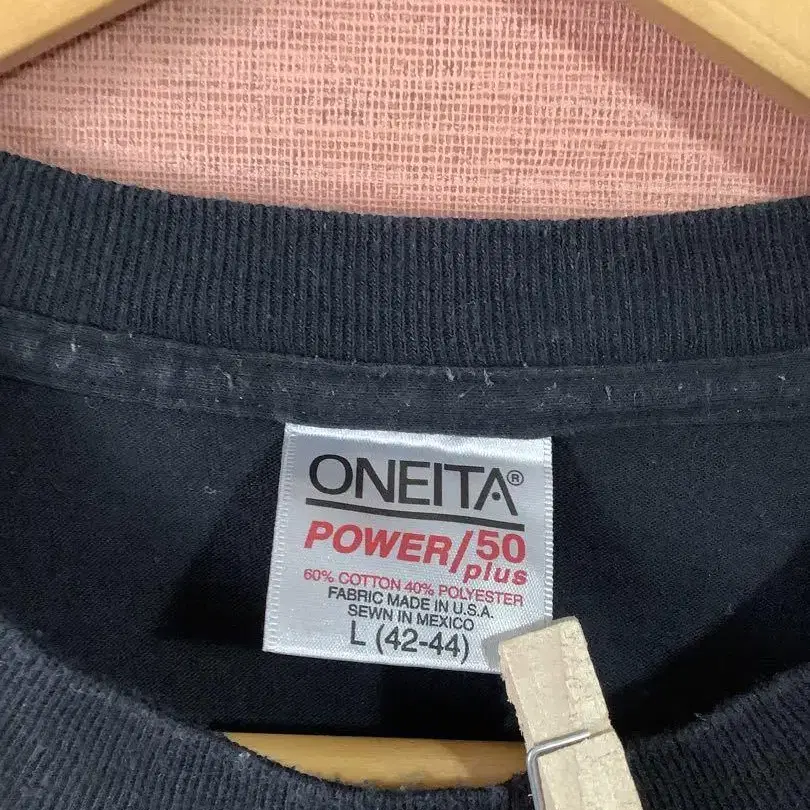 ONEITA®
POWER/50
plus
60% COTTON 40% POLYESTER
FABRIC MADE IN U.S.A.
SEWN IN MEXICO
L (42-44)